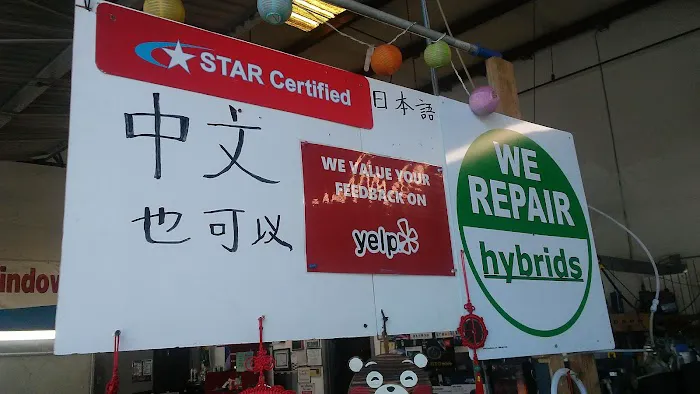 STAR Certified
日本語
中文
也可以
WE VALUE YOUR
FEEDBACK ON
yelp
WE
REPAIR
hybrids
indow